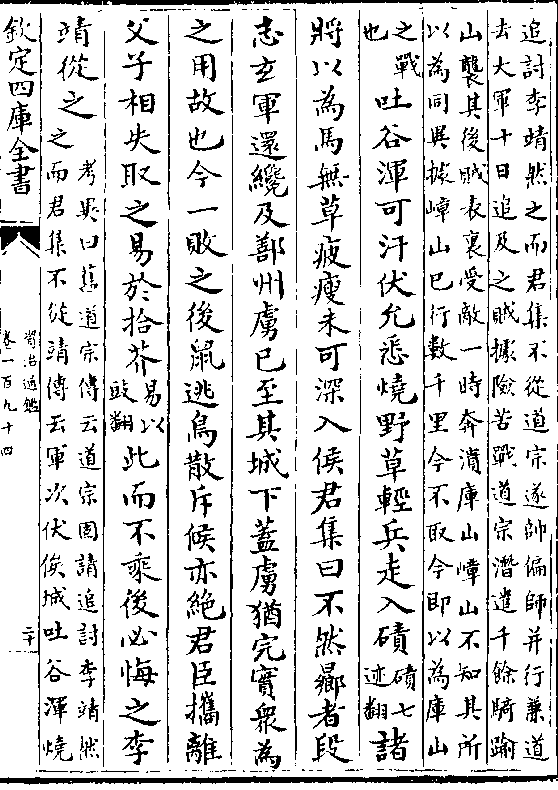 追討李靖然之而君集不從道宗遂帥偏師并行兼道
去大軍十日追及之賊據險苦戰道宗潛遣千餘騎踰
山襲其後賊表裏受敵一時奔潰庫山嶂山不知其所
以為同異據嶂山已行數千里今不取今即以為庫山
之戰也吐谷渾可汗伏允悉燒野草輕兵走入磧磧七迹翻諸
將以為馬無草疲瘦未可深入侯君集曰不然曏者段
志玄軍還纔及鄯州虜已至其城下蓋虜猶完實衆為
之用故也今一敗之後鼠逃鳥散斥候亦絶君臣攜離
父子相失取之易於拾芥易以豉翻此而不乘後必悔之李
靖從之考異曰舊道宗傳云道宗固請追討李靖然
之而君集不從靖傳云軍次伏俟城吐谷渾燒
欽定四庫全書
資治通鑑
卷一百九十四
二十